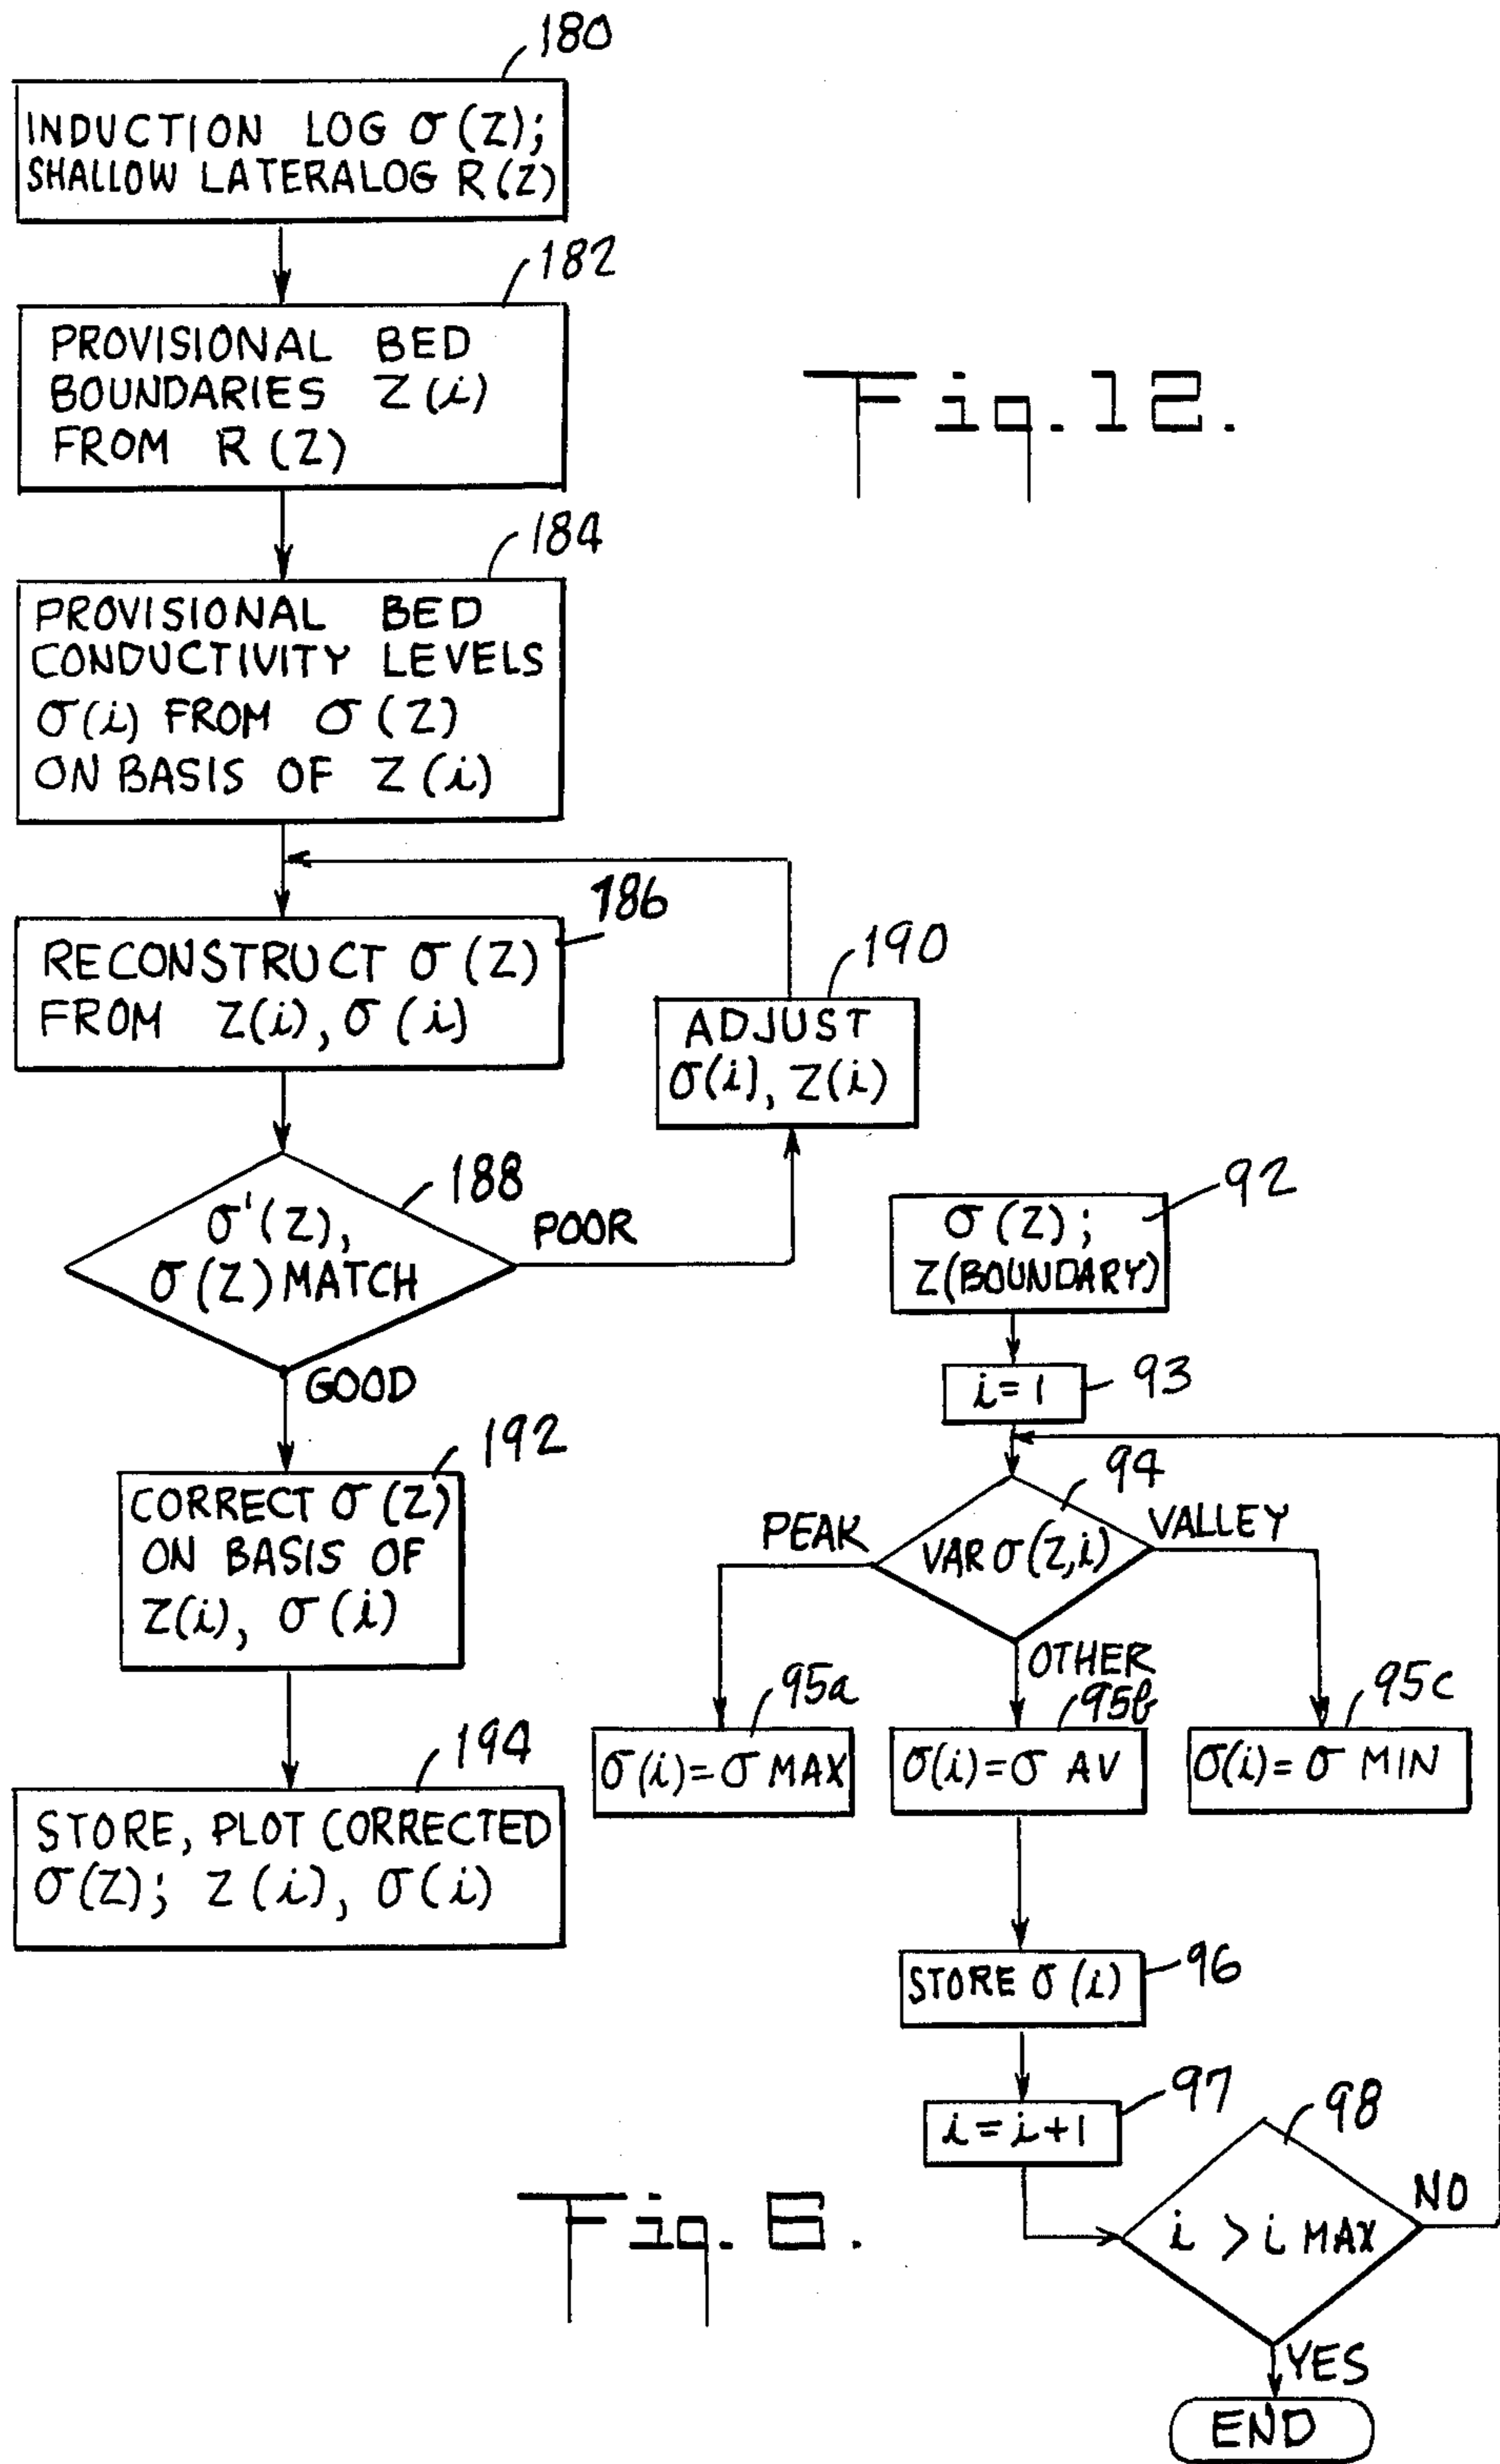 180
INDUCTION LOG σ(Z);
SHALLOW LATERALOG R(Z)
182
PROVISIONAL BED
BOUNDARIES Z(i)
FROM R(Z)
Fig. 12.
184
PROVISIONAL BED
CONDUCTIVITY LEVELS
σ(i) FROM σ(Z)
ON BASIS OF Z(i)
186
RECONSTRUCT σ(Z)
FROM Z(i), σ(i)
190
ADJUST
σ(i), Z(i)
188
σ'(Z),
σ(Z) MATCH
POOR
GOOD
192
CORRECT σ(Z)
ON BASIS OF
Z(i), σ(i)
194
STORE, PLOT CORRECTED
σ(Z); Z(i), σ(i)
92
σ(Z);
Z(BOUNDARY)
93
i=1
94
VAR σ(Z,i)
PEAK
VALLEY
OTHER
95a
σ(i)=σ MAX
95b
σ(i)=σ AV
95c
σ(i)=σ MIN
96
STORE σ(i)
97
i=i+1
98
i > i MAX
NO
YES
END
Fig. 6.